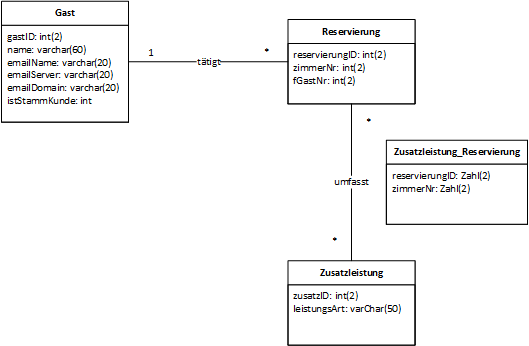 Gast
gastID: int(2)
name: varchar(60)
emailName: varchar(20)
emailServer: varchar(20)
emailDomain: varchar(20)
istStammKunde: int
1
tätigt
*
Reservierung
reservierungID: int(2)
zimmerNr: int(2)
fGastNr: int(2)
*
umfasst
*
Zusatzleistung_Reservierung
reservierungID: Zahl(2)
zimmerNr: Zahl(2)
Zusatzleistung
zusatzID: int(2)
leistungsArt: varChar(50)